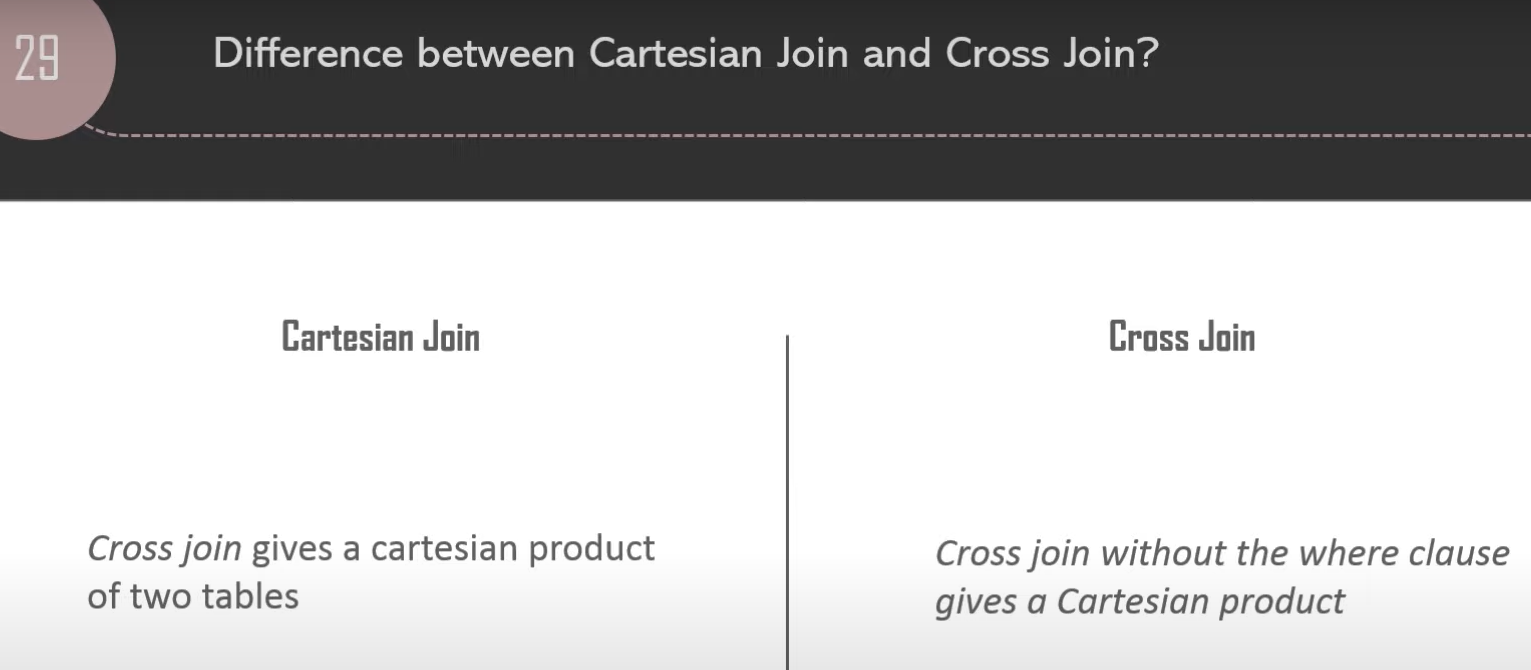 29
Difference between Cartesian Join and Cross Join?
Cartesian Join
Cross join gives a cartesian product
of two tables
Cross Join
Cross join without the where clause
gives a Cartesian product